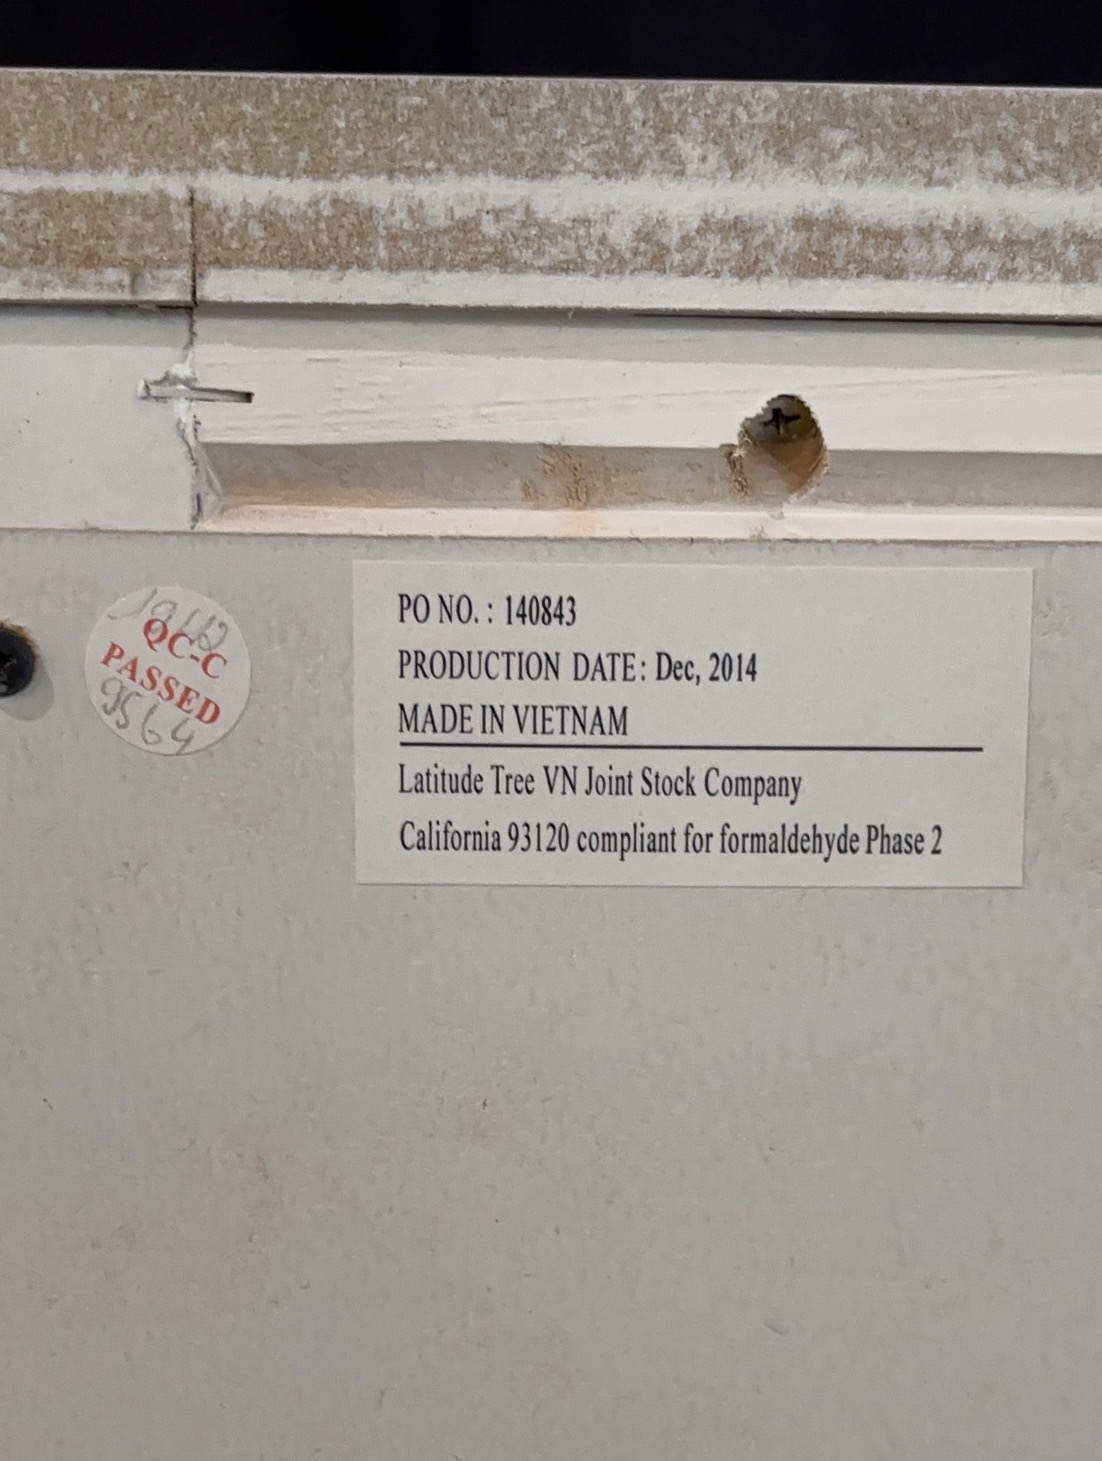 PO NO. : 140843
PRODUCTION DATE: Dec, 2014
MADE IN VIETNAM
Latitude Tree VN Joint Stock Company
California 93120 compliant for formaldehyde Phase 2
QC-C
PASSED
9564